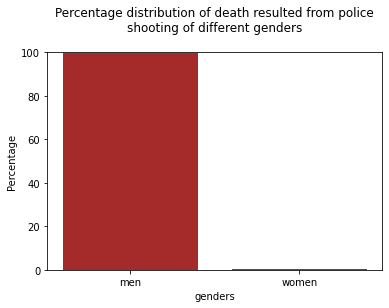 Percentage distribution of death resulted from police
shooting of different genders
100
80
60
40
20
0
Percentage
men
women
genders